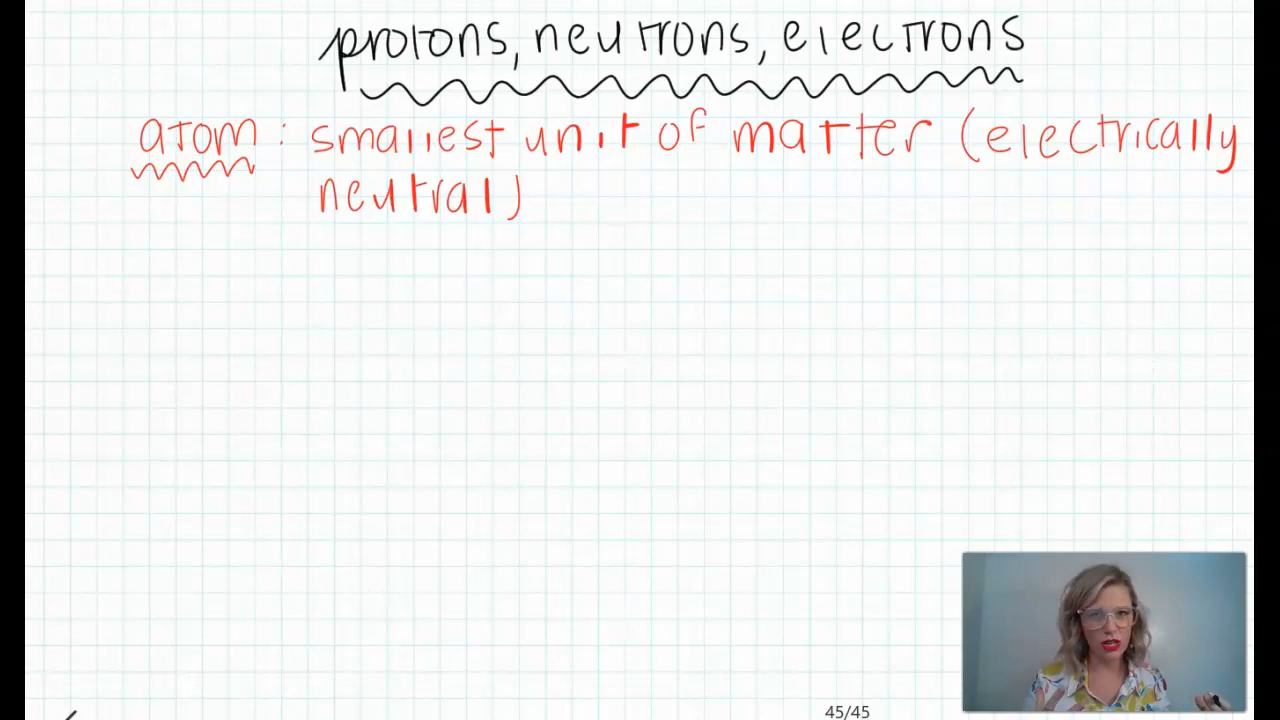 protons, neutrons, electrons
atom: smallest unit of matter (electrically
neutral)
45/45